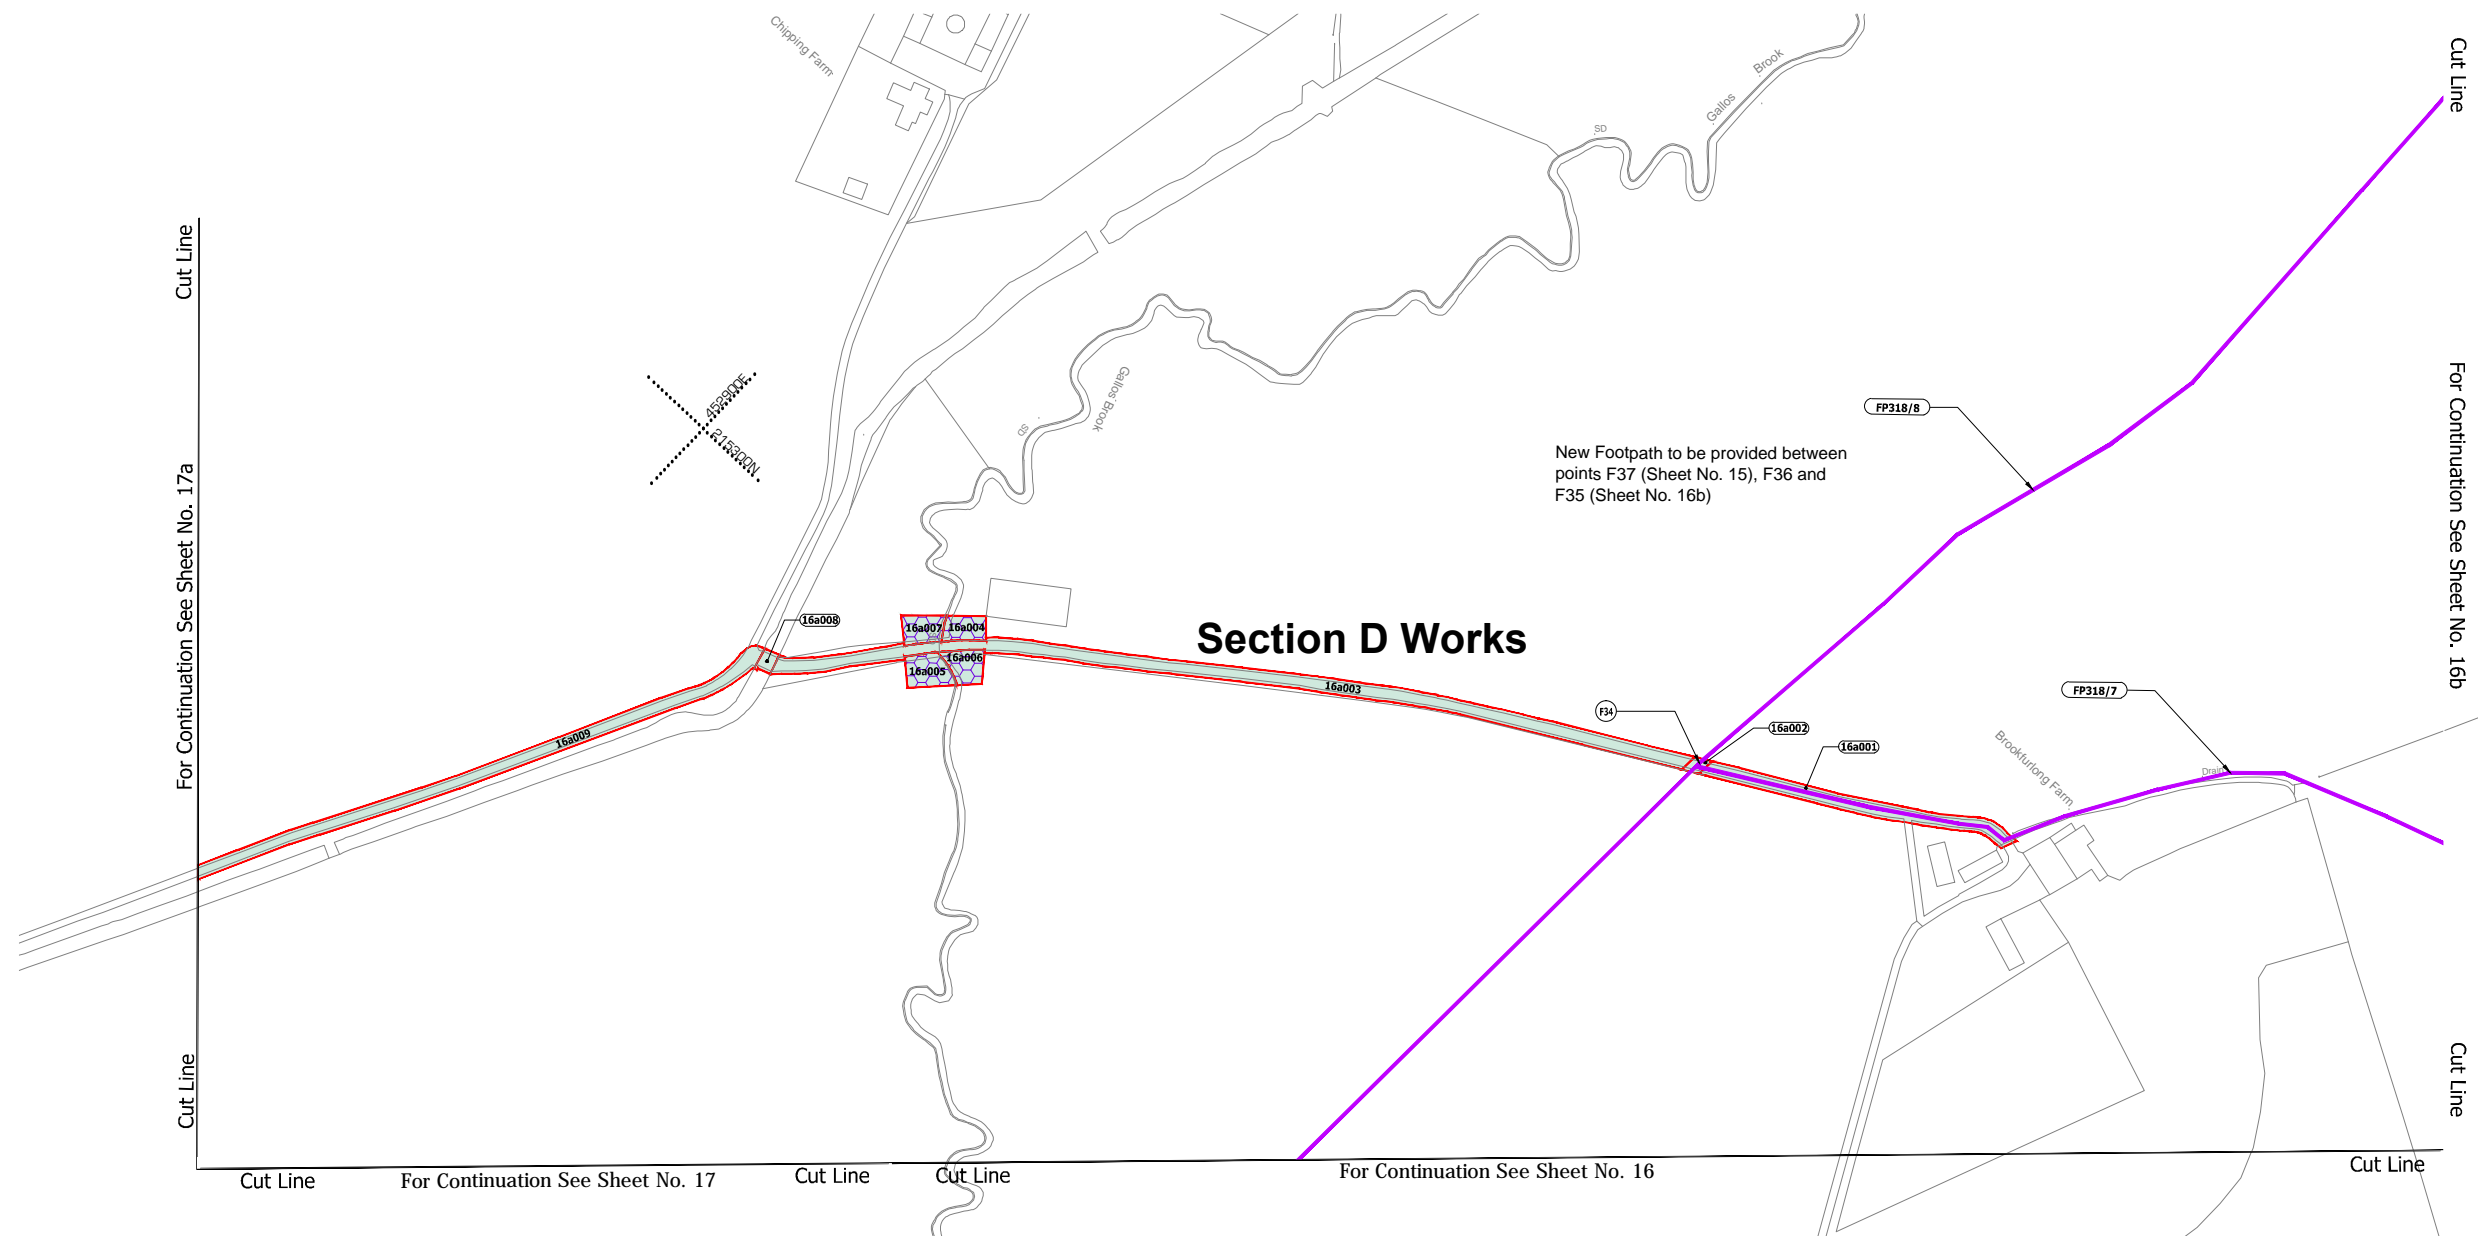 Chipping Farm
Gallos Brook
SD
Cut Line
Cut Line
For Continuation See Sheet No. 17a
Cut Line
For Continuation See Sheet No. 16b
Cut Line
452900E
215300N
Gallos Brook
SD
FP318/8
New Footpath to be provided between
points F37 (Sheet No. 15), F36 and
F35 (Sheet No. 16b)
16a008
16a007
16a004
16a006
16a005
Section D Works
16a003
FP318/7
F34
16a002
16a001
16a009
Brookfurlong Farm
Drain
Cut Line
For Continuation See Sheet No. 17
Cut Line
Cut Line
For Continuation See Sheet No. 16
Cut Line